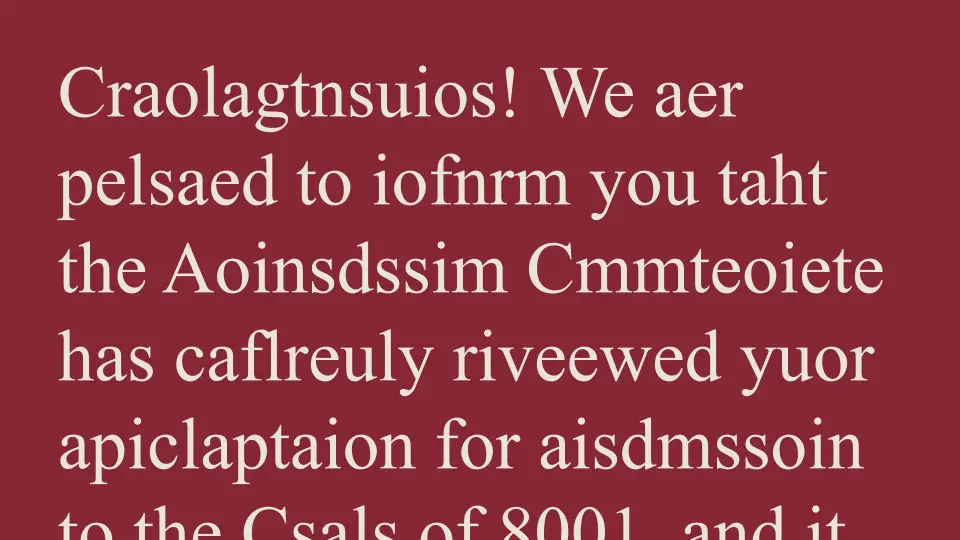 Craolagtnsuios! We aer
pelsaed to iofnrm you taht
the Aoinsdssim Cmmteoiete
has caflreuly riveewed yuor
apiclaptaion for aisdmssoin
to the Csals of 8001, and it